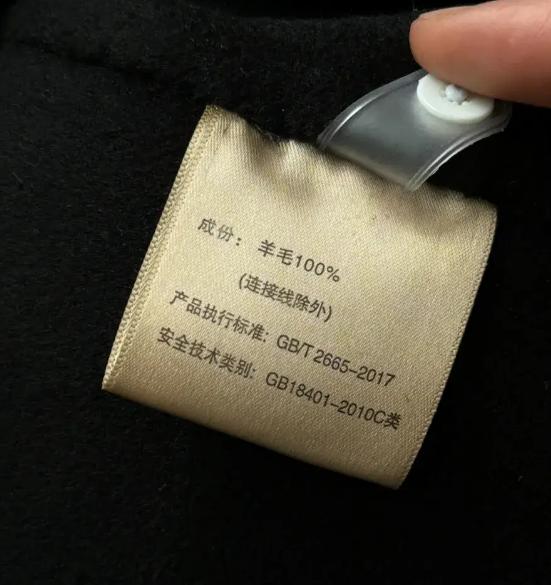 成份：羊毛100%
(连接线除外)
产品执行标准：GB/T 2665-2017
安全技术类别：GB18401-2010C类